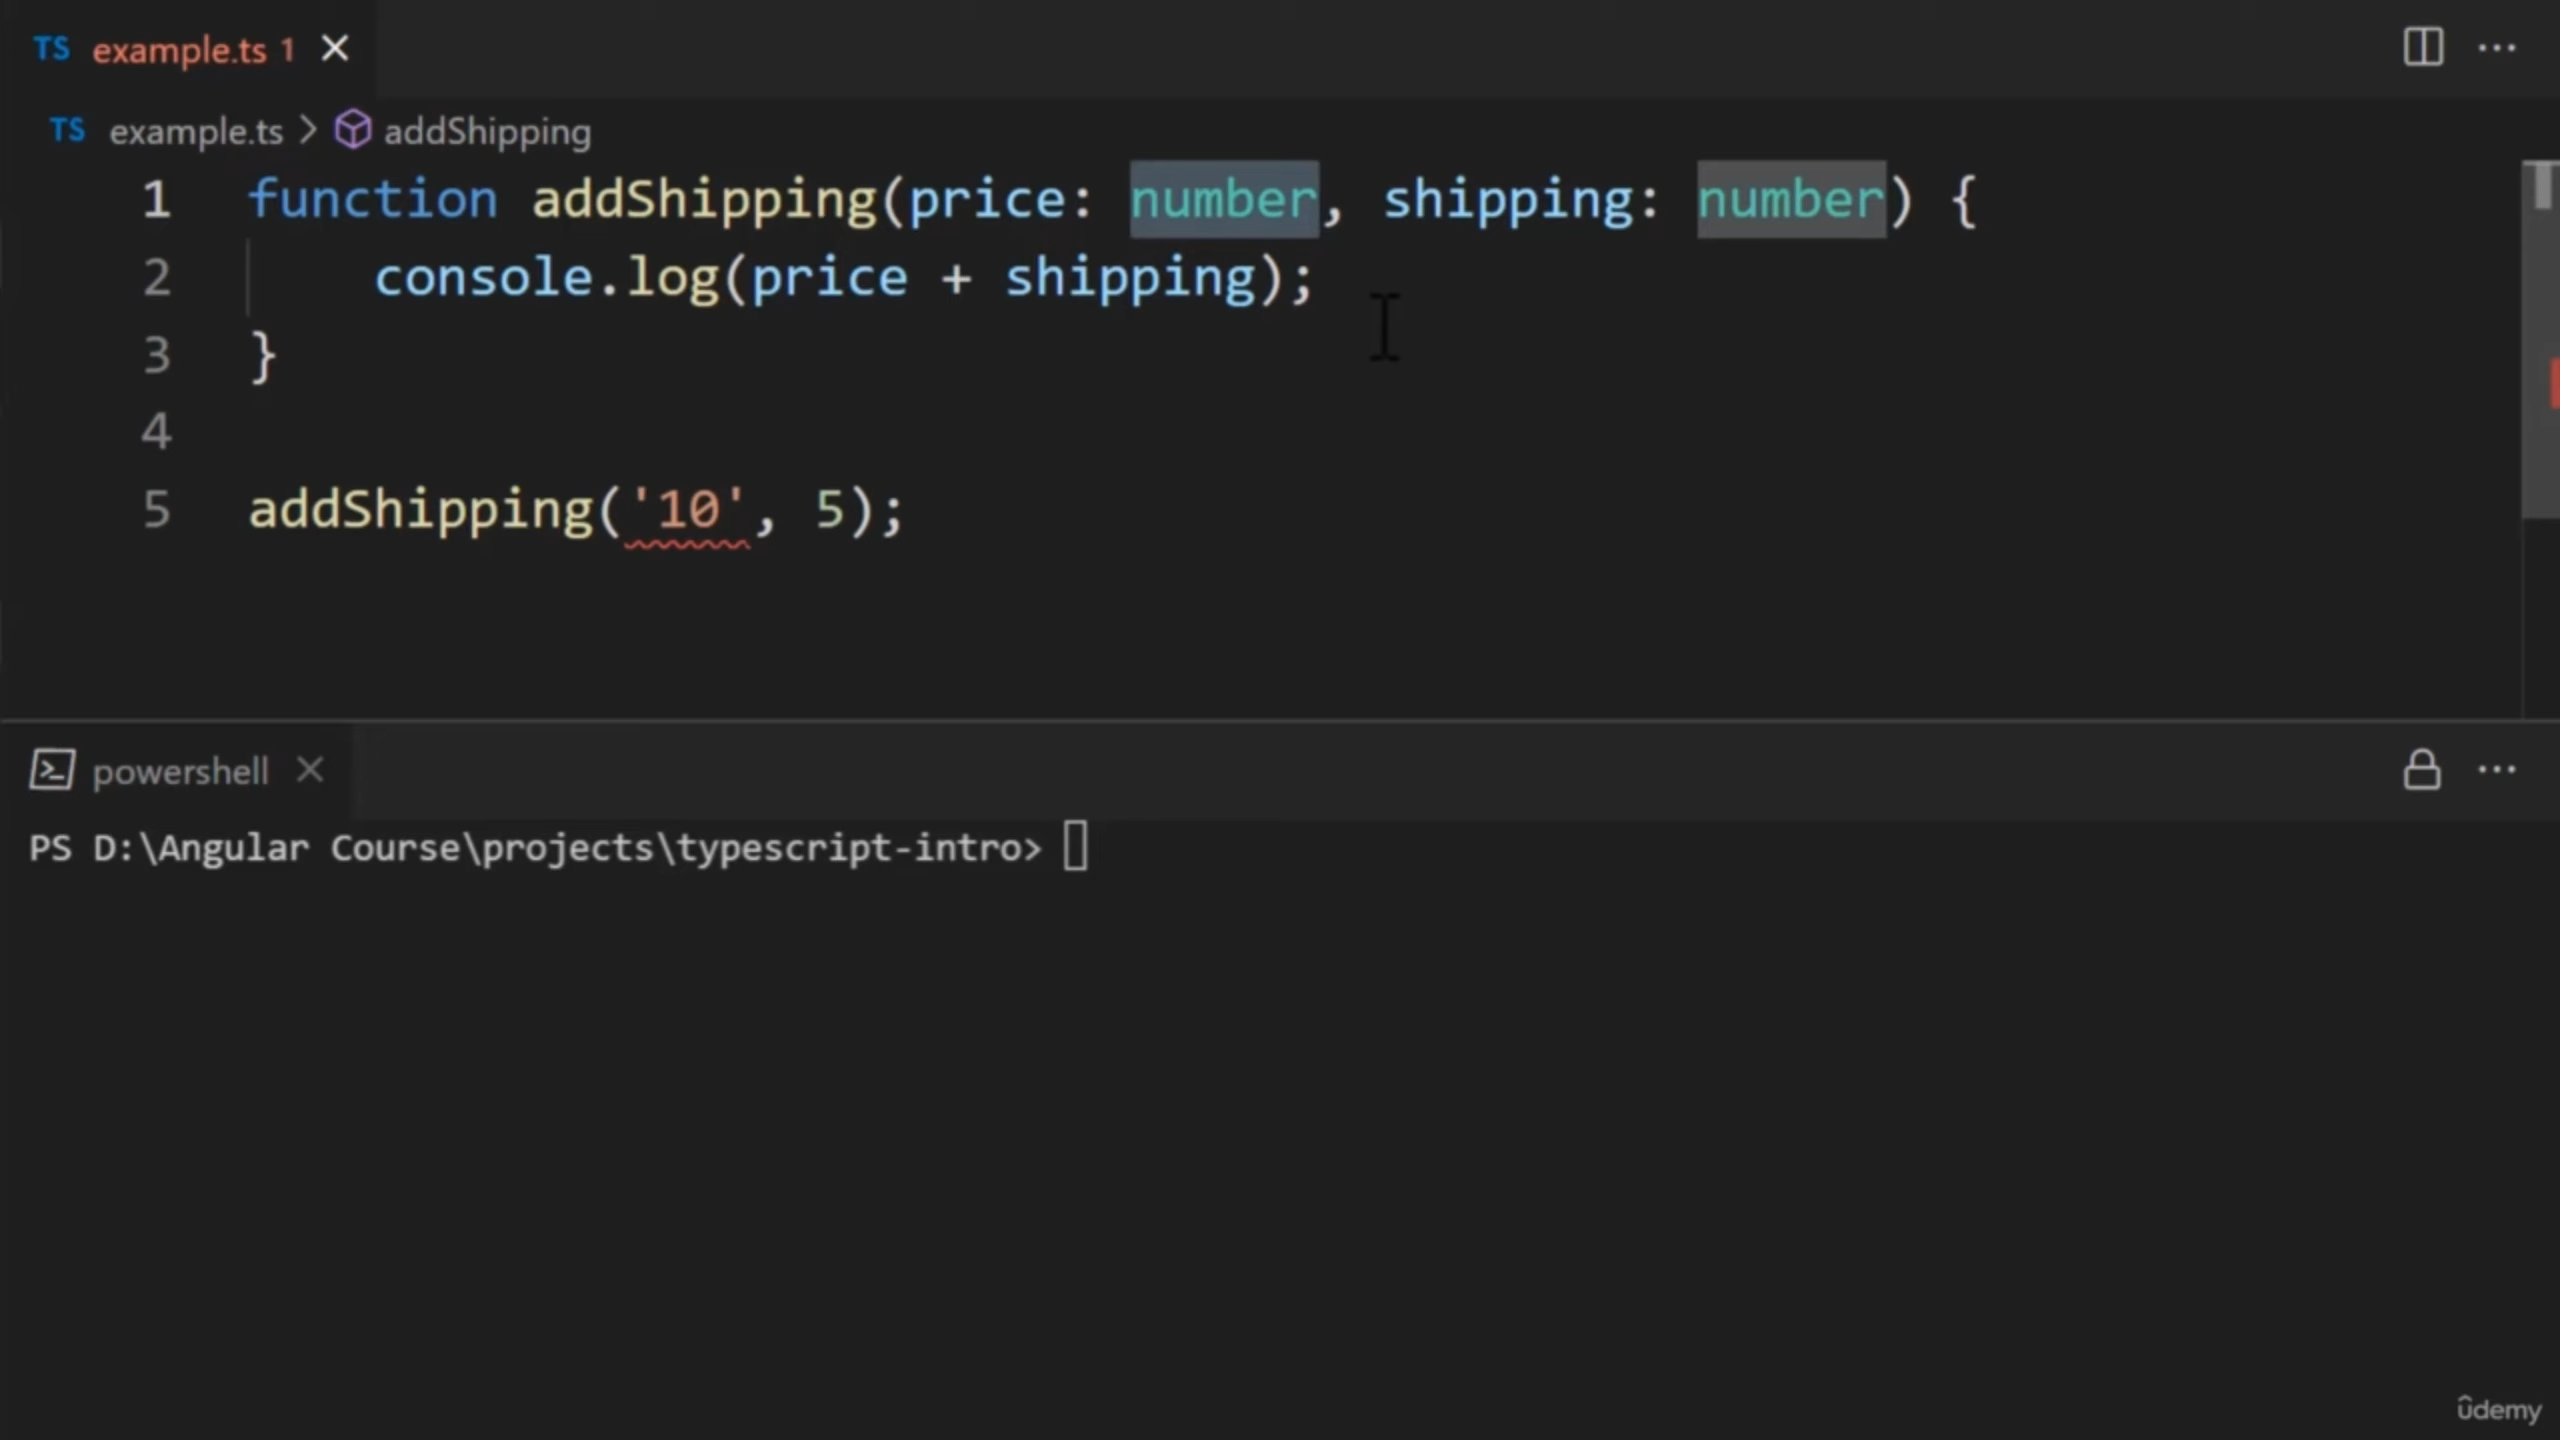 TS example.ts 1
TS example.ts > addShipping
1 function addShipping(price: number, shipping: number) {
2     console.log(price + shipping);
3 }
4
5 addShipping('10', 5);
powershell
PS D:\Angular Course\projects\typescript-intro>
ûdemy